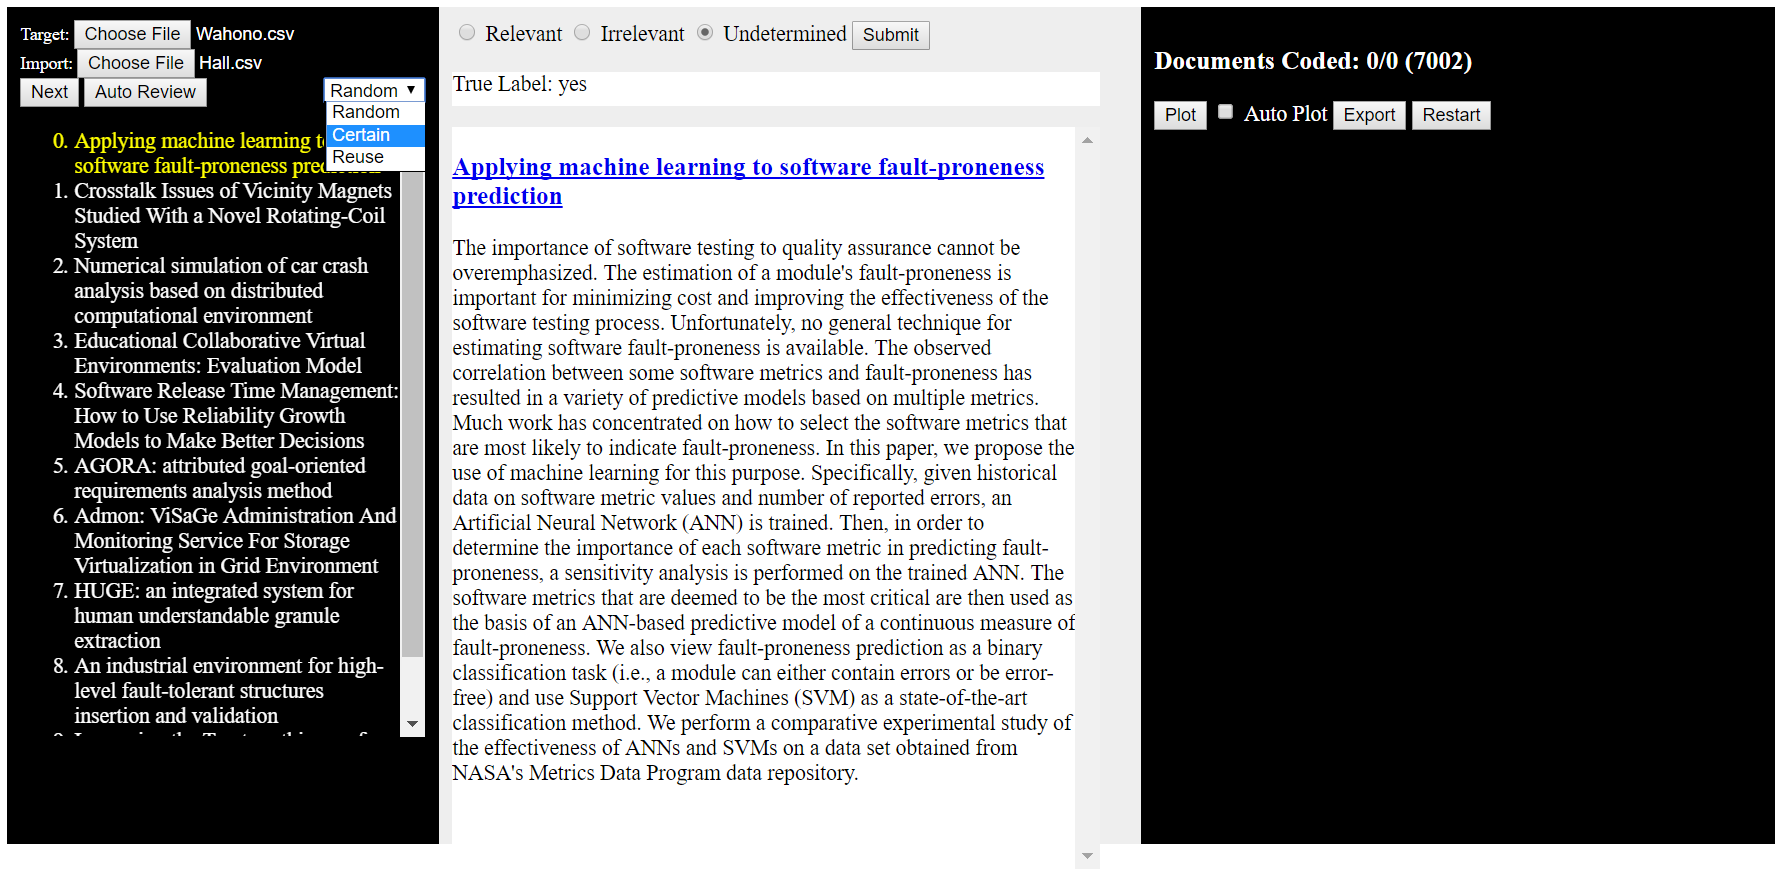 Target: Choose File Wahono.csv
Import: Choose File Hall.csv
Next Auto Review Random ▼
Random
Certain
Reuse
0. Applying machine learning to
software fault-proneness prediction
1. Crosstalk Issues of Vicinity Magnets
Studied With a Novel Rotating-Coil
System
2. Numerical simulation of car crash
analysis based on distributed
computational environment
3. Educational Collaborative Virtual
Environments: Evaluation Model
4. Software Release Time Management:
How to Use Reliability Growth
Models to Make Better Decisions
5. AGORA: attributed goal-oriented
requirements analysis method
6. Admon: ViSaGe Administration And
Monitoring Service For Storage
Virtualization in Grid Environment
7. HUGE: an integrated system for
human understandable granule
extraction
8. An industrial environment for high-
level fault-tolerant structures
insertion and validation
Relevant Irrelevant Undetermined Submit
True Label: yes
Applying machine learning to software fault-proneness
prediction
The importance of software testing to quality assurance cannot be
overemphasized. The estimation of a module's fault-proneness is
important for minimizing cost and improving the effectiveness of the
software testing process. Unfortunately, no general technique for
estimating software fault-proneness is available. The observed
correlation between some software metrics and fault-proneness has
resulted in a variety of predictive models based on multiple metrics.
Much work has concentrated on how to select the software metrics that
are most likely to indicate fault-proneness. In this paper, we propose the
use of machine learning for this purpose. Specifically, given historical
data on software metric values and number of reported errors, an
Artificial Neural Network (ANN) is trained. Then, in order to
determine the importance of each software metric in predicting fault-
proneness, a sensitivity analysis is performed on the trained ANN. The
software metrics that are deemed to be the most critical are then used as
the basis of an ANN-based predictive model of a continuous measure of
fault-proneness. We also view fault-proneness prediction as a binary
classification task (i.e., a module can either contain errors or be error-
free) and use Support Vector Machines (SVM) as a state-of-the-art
classification method. We perform a comparative experimental study of
the effectiveness of ANNs and SVMs on a data set obtained from
NASA's Metrics Data Program data repository.
Documents Coded: 0/0 (7002)
Plot Auto Plot Export Restart